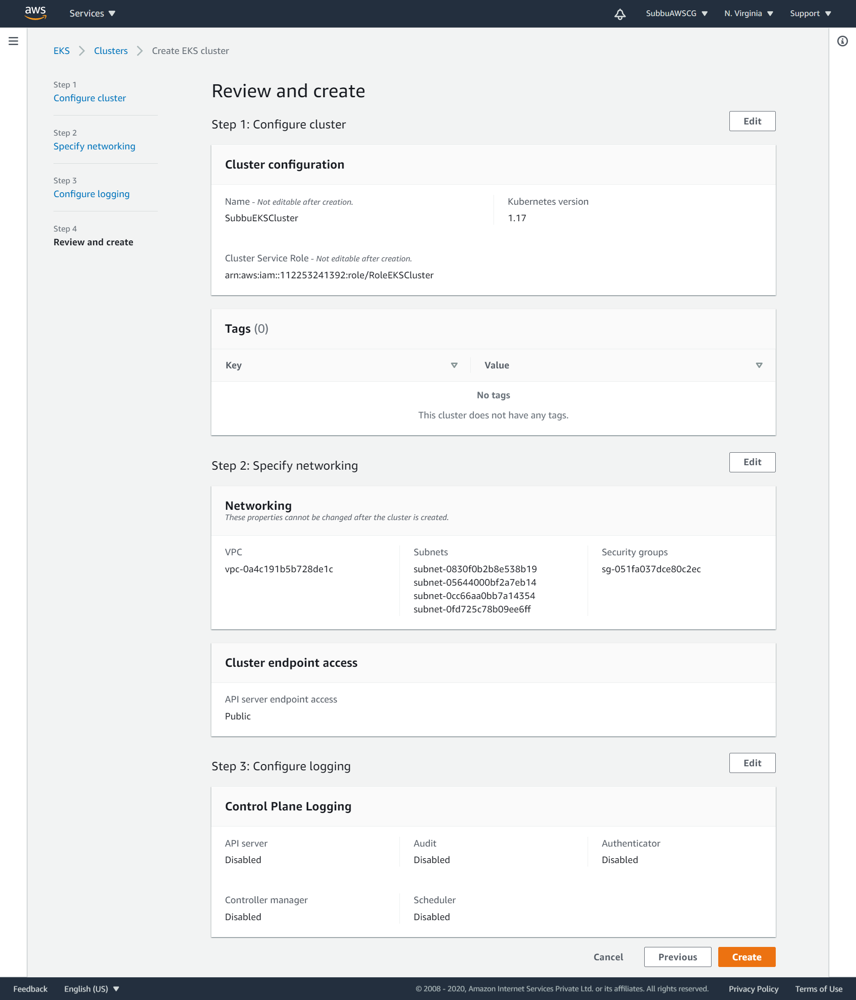 aws
Services
SubbuAWSCG
N. Virginia
Support
EKS
Clusters
Create EKS cluster
Step 1
Configure cluster
Step 2
Specify networking
Step 3
Configure logging
Step 4
Review and create
Review and create
Step 1: Configure cluster
Edit
Cluster configuration
Name - Not editable after creation.
SubbuEKSCluster
Kubernetes version
1.17
Cluster Service Role - Not editable after creation.
arn:aws:iam::112253241392:role/RoleEKSCluster
Tags (0)
Key
Value
No tags
This cluster does not have any tags.
Step 2: Specify networking
Edit
Networking
These properties cannot be changed after the cluster is created.
VPC
vpc-0a4c191b5b728de1c
Subnets
subnet-0830f0b2b8e538b19
subnet-05644000bf2a7eb14
subnet-0cc66aa0bb7a14354
subnet-0fd725c78b09ee6ff
Security groups
sg-051fa037dce80c2ec
Cluster endpoint access
API server endpoint access
Public
Step 3: Configure logging
Edit
Control Plane Logging
API server
Disabled
Audit
Disabled
Authenticator
Disabled
Controller manager
Disabled
Scheduler
Disabled
Cancel
Previous
Create
Feedback
English (US)
© 2008 - 2020, Amazon Internet Services Private Ltd. or its affiliates. All rights reserved.
Privacy Policy
Terms of Use